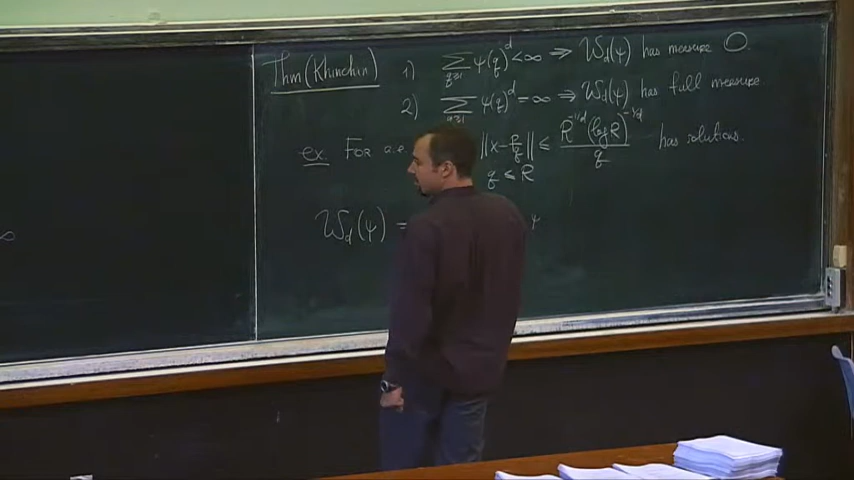 Thm (Khinchin) 1) ∑_{q≥1} ψ(q)^d < ∞ ⇒ W_d(ψ) has measure 0.
2) ∑_{q≥1} ψ(q)^d = ∞ ⇒ W_d(ψ) has full measure
ex. For a.e. ‖x - p/q‖ ≤ R^{-1/d} (log R)^{-1/d} / q has solutions.
q ≤ R
W_d(ψ) = ψ
∞